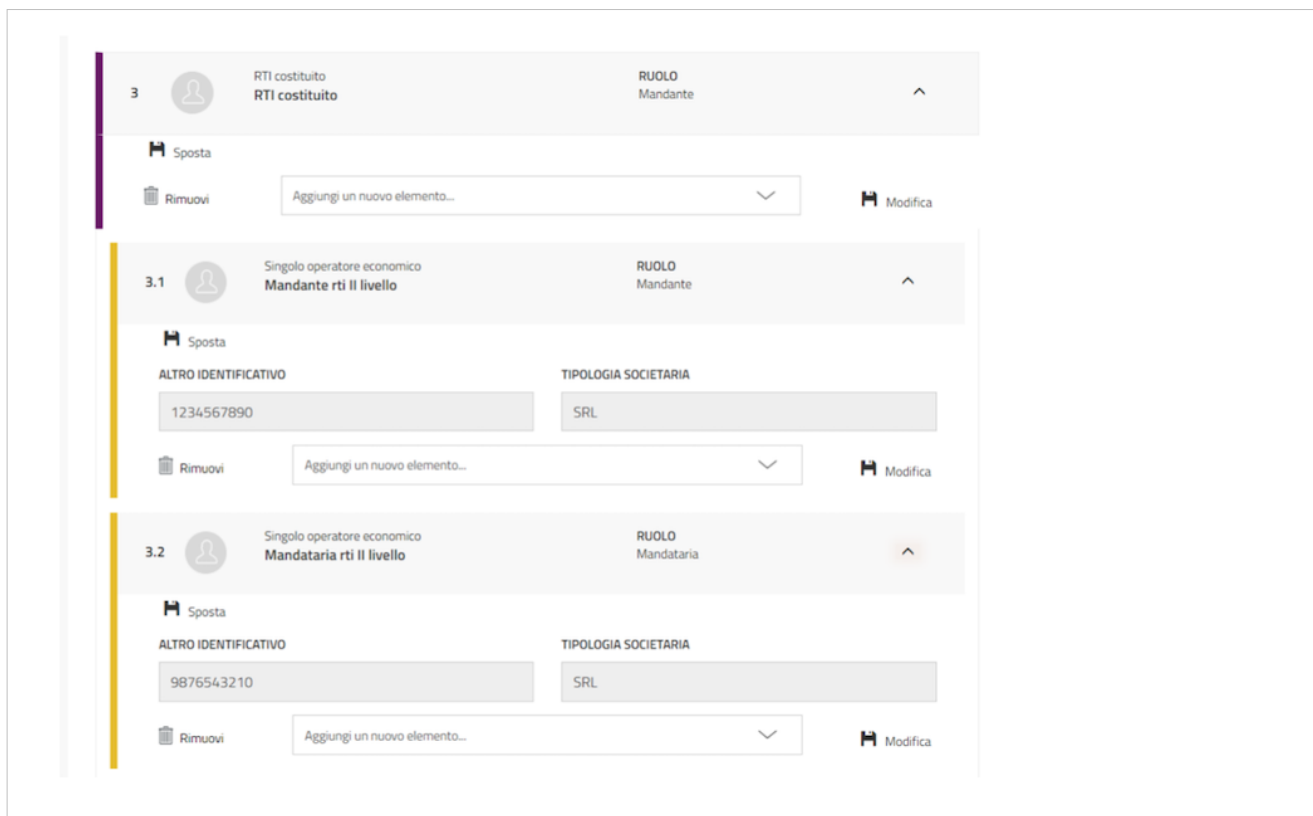 RTI costituito RUOLO
3 RTI costituito Mandante
Sposta
Rimuovi Aggiungi un nuovo elemento... Modifica
Singolo operatore economico RUOLO
3.1 Mandante rti II livello Mandante
Sposta
ALTRO IDENTIFICATIVO TIPOLOGIA SOCIETARIA
1234567890 SRL
Rimuovi Aggiungi un nuovo elemento... Modifica
Singolo operatore economico RUOLO
3.2 Mandataria rti II livello Mandataria
Sposta
ALTRO IDENTIFICATIVO TIPOLOGIA SOCIETARIA
9876543210 SRL
Rimuovi Aggiungi un nuovo elemento... Modifica